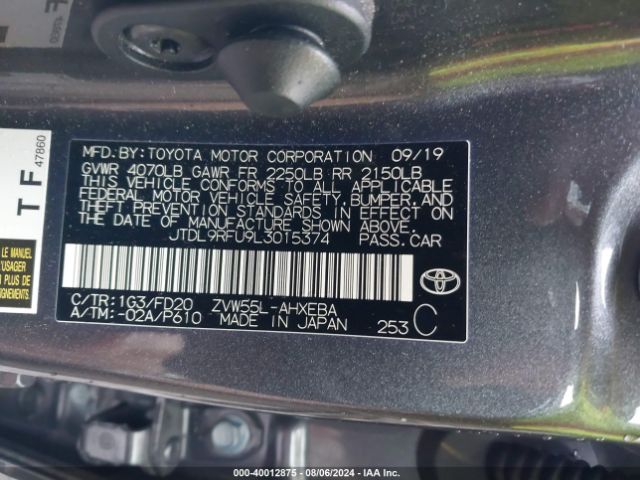 MFD.BY:TOYOTA MOTOR CORPORATION 09/19
GVWR 4070LB GAWR FR 2250LB RR 2150LB
THIS VEHICLE CONFORMS TO ALL APPLICABLE
FEDERAL MOTOR VEHICLE SAFETY,BUMPER,AND
THEFT PREVENTION STANDARDS IN EFFECT ON
THE DATE OF MANUFACTURE SHOWN ABOVE.
JTDL9RFU9L3015374 PASS.CAR
C/TR:1G3/FD20 ZVW55L-AHXEBA
A/TM:-02A/P610 MADE IN JAPAN 253 C
TF
47860
LE MANUEL
L'USAGER
PLUS DE
SEIGNEMENTS.
000-40012875 - 08/06/2024 - IAA Inc.